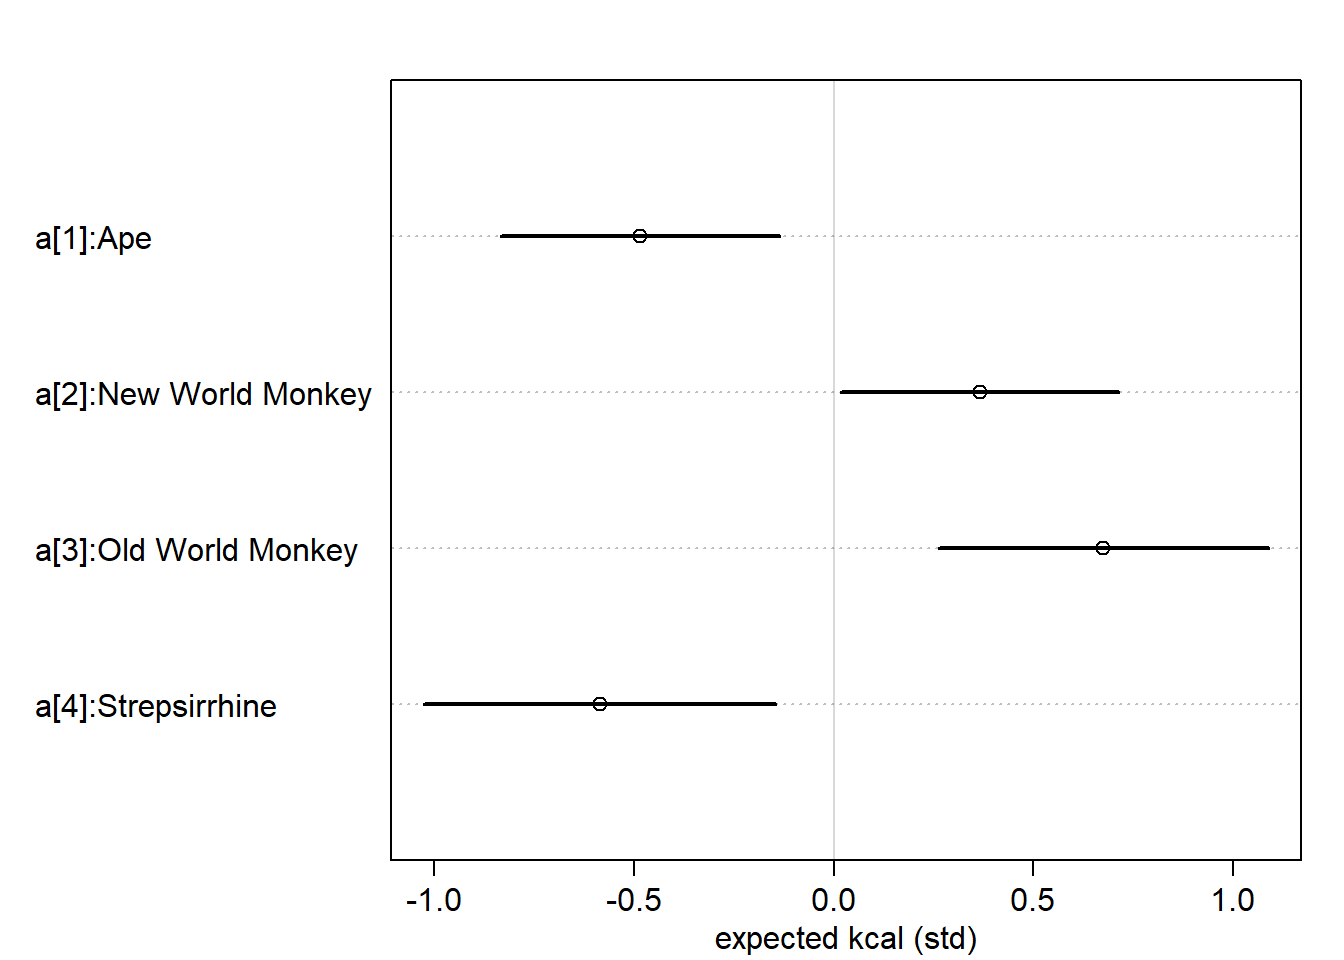 a[1]:Ape
a[2]:New World Monkey
a[3]:Old World Monkey
a[4]:Strepsirrhine
-1.0 -0.5 0.0 0.5 1.0
expected kcal (std)